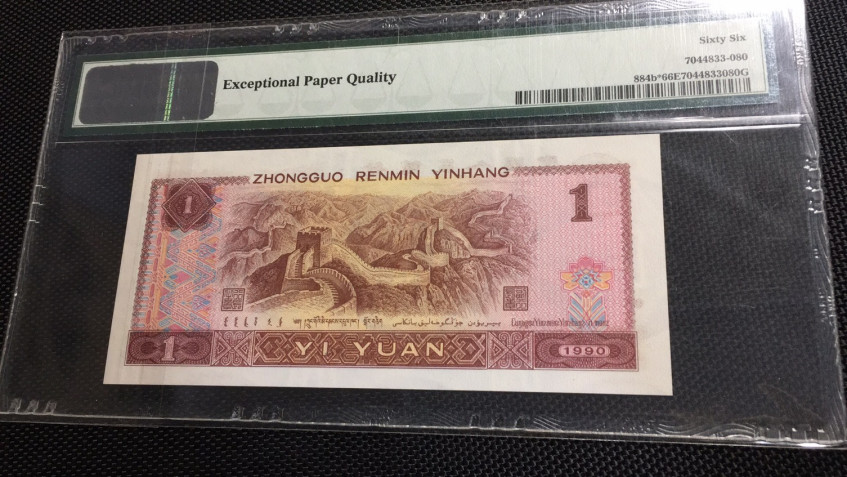 Sixty Six
7044833-080
Exceptional Paper Quality
884b*66E7044833080G
ZHONGGUO RENMIN YINHANG
1
1
1
YI YUAN
1990